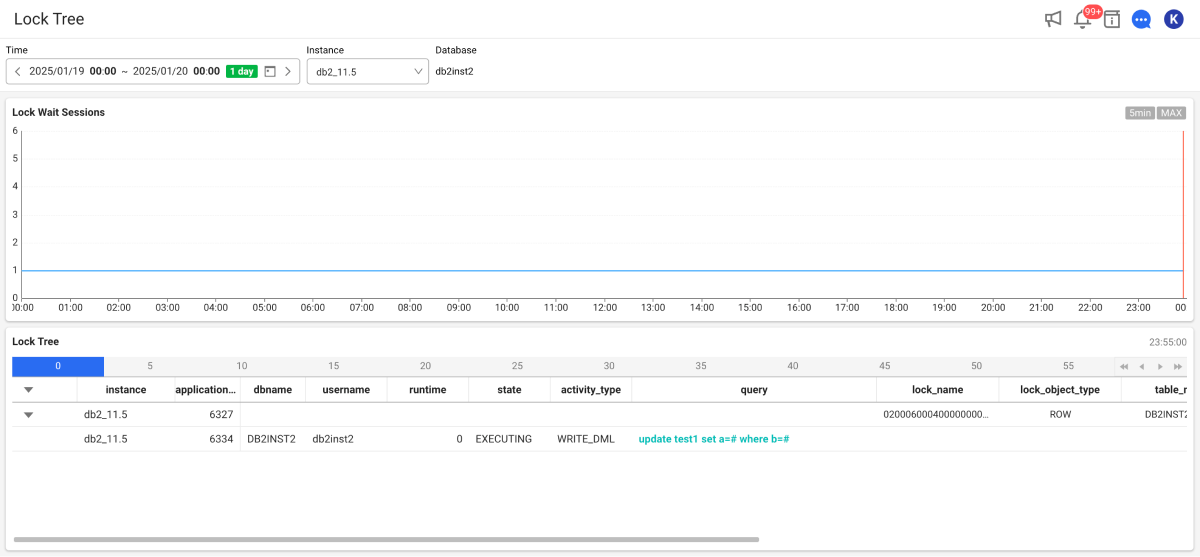 Lock Tree
99+
K
Time Instance Database
2025/01/19 00:00 ~ 2025/01/20 00:00 1 day db2_11.5 db2inst2
Lock Wait Sessions 5min MAX
6
5
4
3
2
1
0
00:00 01:00 02:00 03:00 04:00 05:00 06:00 07:00 08:00 09:00 10:00 11:00 12:00 13:00 14:00 15:00 16:00 17:00 18:00 19:00 20:00 21:00 22:00 23:00 00
Lock Tree 23:55:00
0 5 10 15 20 25 30 35 40 45 50 55
instance application... dbname username runtime state activity_type query lock_name lock_object_type table_r
db2_11.5 6327 020006000400000000... ROW DB2INST2
db2_11.5 6334 DB2INST2 db2inst2 0 EXECUTING WRITE_DML update test1 set a=# where b=#